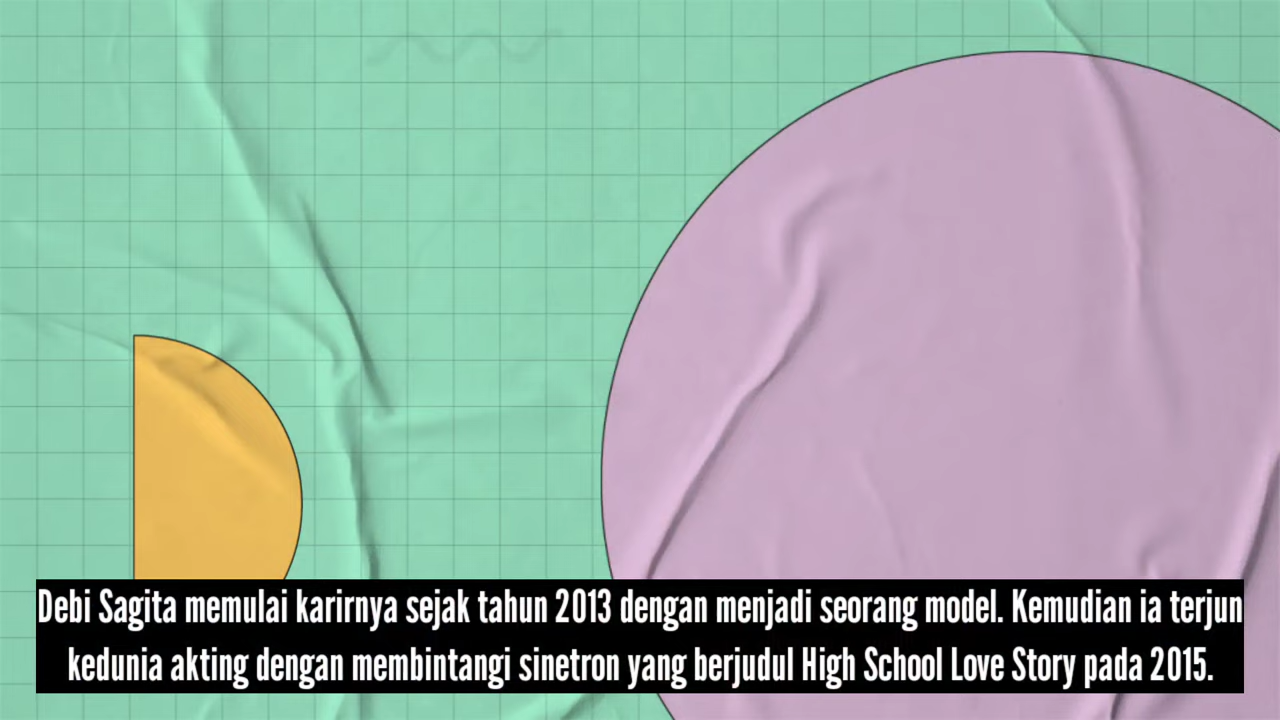 Debi Sagita memulai karirnya sejak tahun 2013 dengan menjadi seorang model. Kemudian ia terjun
kedunia akting dengan membintangi sinetron yang berjudul High School Love Story pada 2015.